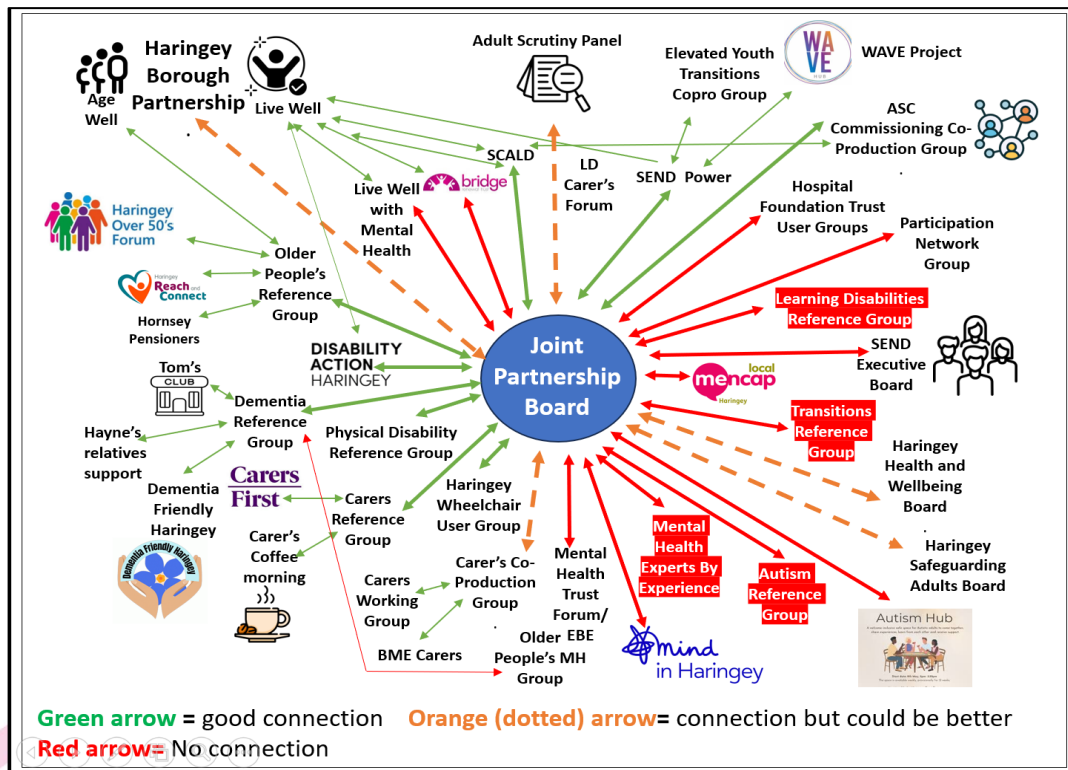 Haringey
Borough
Partnership
Age
Well
Live Well
Adult Scrutiny Panel
Elevated Youth
Transitions
Copro Group
WAVE
HUB
WAVE Project
ASC
Commissioning Co-
Production Group
SCALD
LD
Carer's
Forum
SEND Power
Live Well
with
Mental
Health
bridge
Hospital
Foundation Trust
User Groups
Participation
Network
Group
Haringey
Over 50's
Forum
Older
People's
Reference
Group
Haringey
Reach and
Connect
Hornsey
Pensioners
Learning Disabilities
Reference Group
Joint
Partnership
Board
DISABILITY
ACTION
HARINGEY
SEND
Executive
Board
local
mencap
Haringey
Tom's
CLUB
Dementia
Reference
Group
Hayne's
relatives
support
Physical Disability
Reference Group
Transitions
Reference
Group
Haringey
Health and
Wellbeing
Board
Dementia
Friendly
Haringey
Carers
First
Carers
Reference
Group
Haringey
Wheelchair
User Group
Carer's
Coffee
morning
Dementia Friendly Haringey
Carers
Working
Group
Carer's Co-
Production
Group
BME Carers
Mental
Health
Trust
Forum/
EBE
Older
People's MH
Group
Mental
Health
Experts By
Experience
Autism
Reference
Group
Haringey
Safeguarding
Adults Board
mind
in Haringey
Autism Hub
Green arrow = good connection Orange (dotted) arrow= connection but could be better
Red arrow= No connection